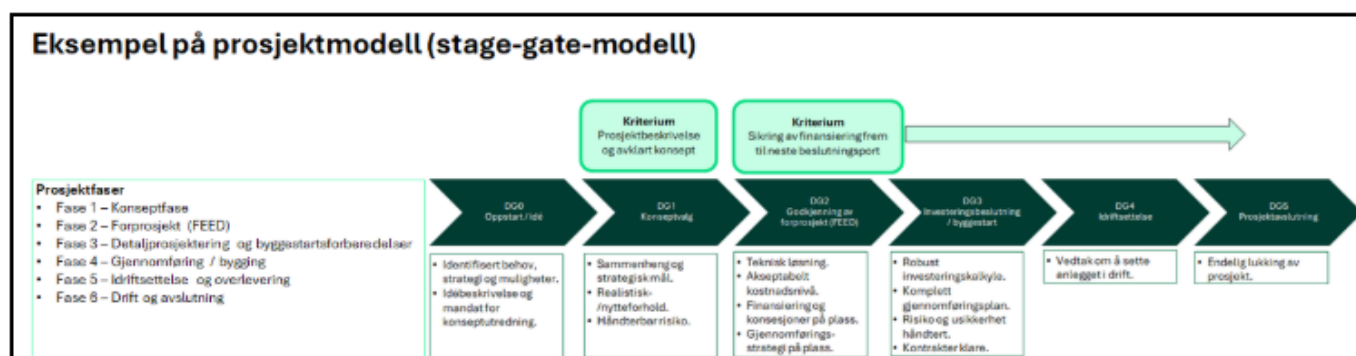 Eksempel på prosjektmodell (stage-gate-modell)
Kriterium
Prosjektbeskrivelse
og avklart konsept
Kriterium
Sikring av finansiering frem
til neste beslutningsport
Prosjektfaser
• Fase 1 – Konseptfase
• Fase 2 – Forprosjekt (FEED)
• Fase 3 – Detaljprosjektering og byggestartsforberedelser
• Fase 4 – Gjennomføring / bygging
• Fase 5 – Idriftsettelse og overlevering
• Fase 6 – Drift og avslutning
DG0
Oppstart / idé
• Identifisert behov,
strategi og muligheter.
• Idébeskrivelse og
mandat for
konseptutredning.
DG1
Konseptvalg
• Sammenheng og
strategisk mål.
• Realistisk-
/nytteforhold.
• Håndterbar risiko.
DG2
Godkjenning av
forprosjekt (FEED)
• Teknisk løsning.
• Akseptabelt
kostnadsnivå.
• Finansiering og
konsesjoner på plass.
• Gjennomførings-
strategi på plass.
DG3
Investeringsbeslutning
/ byggestart
• Robust
investeringskalkyle.
• Komplett
gjennomføringsplan.
• Risiko og usikkerhet
håndtert.
• Kontrakter klare.
DG4
Idriftsettelse
• Vedtak om å sette
anlegget i drift.
DG5
Prosjektavslutning
• Endelig lukking av
prosjekt.